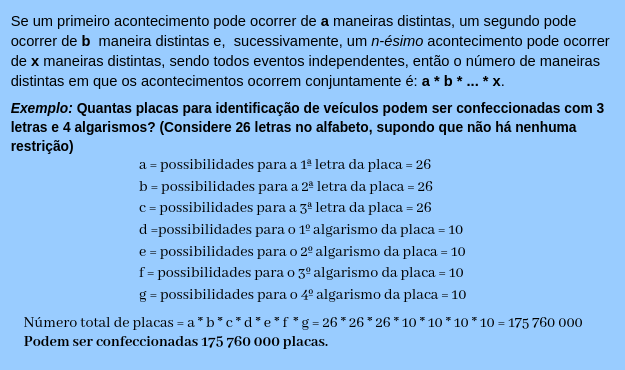 Se um primeiro acontecimento pode ocorrer de a maneiras distintas, um segundo pode
ocorrer de b maneira distintas e, sucessivamente, um n-ésimo acontecimento pode ocorrer
de x maneiras distintas, sendo todos eventos independentes, então o número de maneiras
distintas em que os acontecimentos ocorrem conjuntamente é: a * b * ... * x.
Exemplo: Quantas placas para identificação de veículos podem ser confeccionadas com 3
letras e 4 algarismos? (Considere 26 letras no alfabeto, supondo que não há nenhuma
restrição)
a = possibilidades para a 1ª letra da placa = 26
b = possibilidades para a 2ª letra da placa = 26
c = possibilidades para a 3ª letra da placa = 26
d =possibilidades para o 1º algarismo da placa = 10
e = possibilidades para o 2º algarismo da placa = 10
f = possibilidades para o 3º algarismo da placa = 10
g = possibilidades para o 4º algarismo da placa = 10
Número total de placas = a * b * c * d * e * f * g = 26 * 26 * 26 * 10 * 10 * 10 * 10 = 175 760 000
Podem ser confeccionadas 175 760 000 placas.